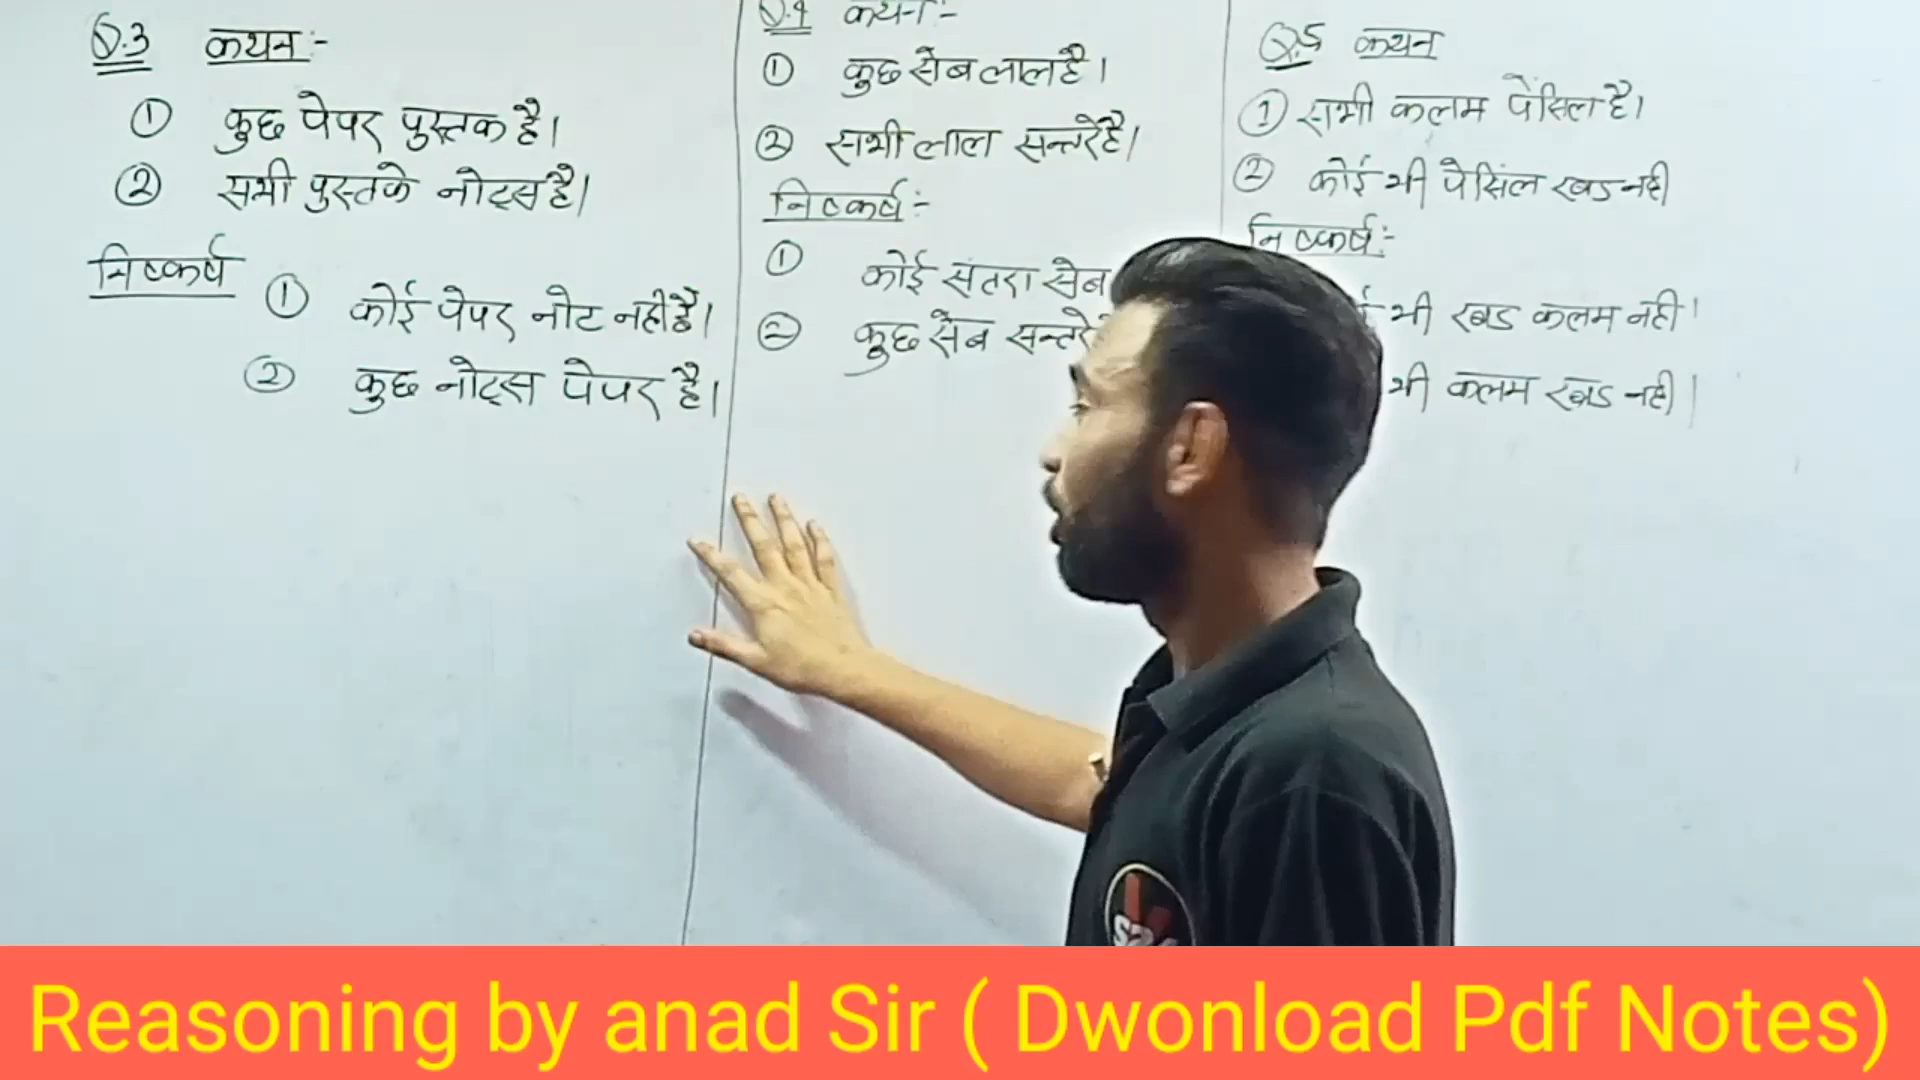 Q.3 कथन:-
① कुछ पेपर पुस्तक है।
② सभी पुस्तके नोट्स है।
निष्कर्ष
① कोई पेपर नोट नही है।
② कुछ नोट्स पेपर है।
Q.4 कथन:-
① कुछ सेब लाल है।
② सभी लाल सन्तरे है।
निष्कर्ष:-
① कोई संतरा सेब
② कुछ सेब सन्तरे
Q.5 कथन
① सभी कलम पेंसिल है।
② कोई भी पेसिंल रबड नही
निष्कर्ष:-
भी रबड कलम नही।
भी कलम रबड नही।
Reasoning by anad Sir ( Dwonload Pdf Notes)